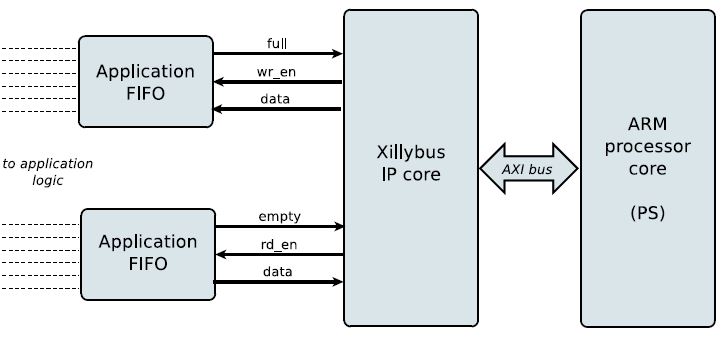 Application
FIFO
full
wr_en
data
to application
logic
Application
FIFO
empty
rd_en
data
Xillybus
IP core
AXI bus
ARM
processor
core
(PS)